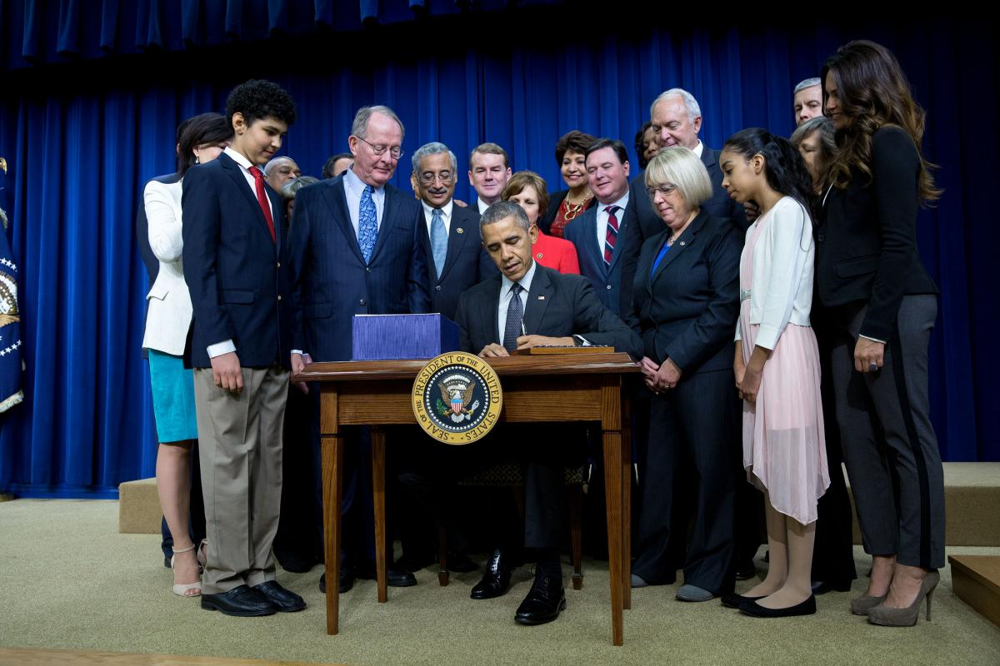 SEAL OF THE PRESIDENT OF THE UNITED STATES